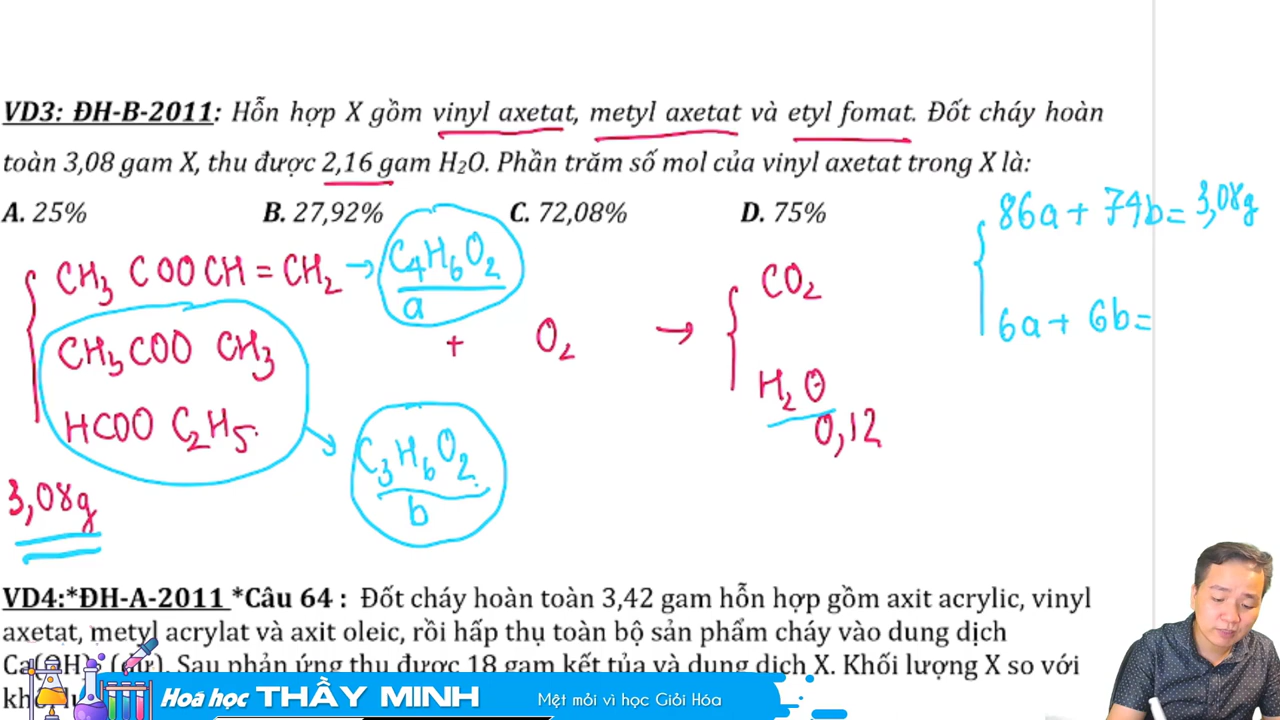 VD3: ĐH-B-2011: Hỗn hợp X gồm vinyl axetat, metyl axetat và etyl fomat. Đốt cháy hoàn
toàn 3,08 gam X, thu được 2,16 gam H₂O. Phần trăm số mol của vinyl axetat trong X là:
A. 25% B. 27,92% C. 72,08% D. 75%
86a + 74b = 3,08g
6a + 6b =
CH₃ COOCH = CH₂ → C₄H₆O₂
a
CH₃COO CH₃
HCOO C₂H₅
+ O₂ →
CO₂
H₂O
0,12
C₃H₆O₂
b
3,08g
VD4:*ĐH-A-2011 *Câu 64 : Đốt cháy hoàn toàn 3,42 gam hỗn hợp gồm axit acrylic, vinyl
axetat, metyl acrylat và axit oleic, rồi hấp thụ toàn bộ sản phẩm cháy vào dung dịch
Sau phản ứng thu được 18 gam kết tủa và dung dịch X. Khối lượng X so với
Hoá học THẦY MINH
Mệt mỏi vì học Giỏi Hóa